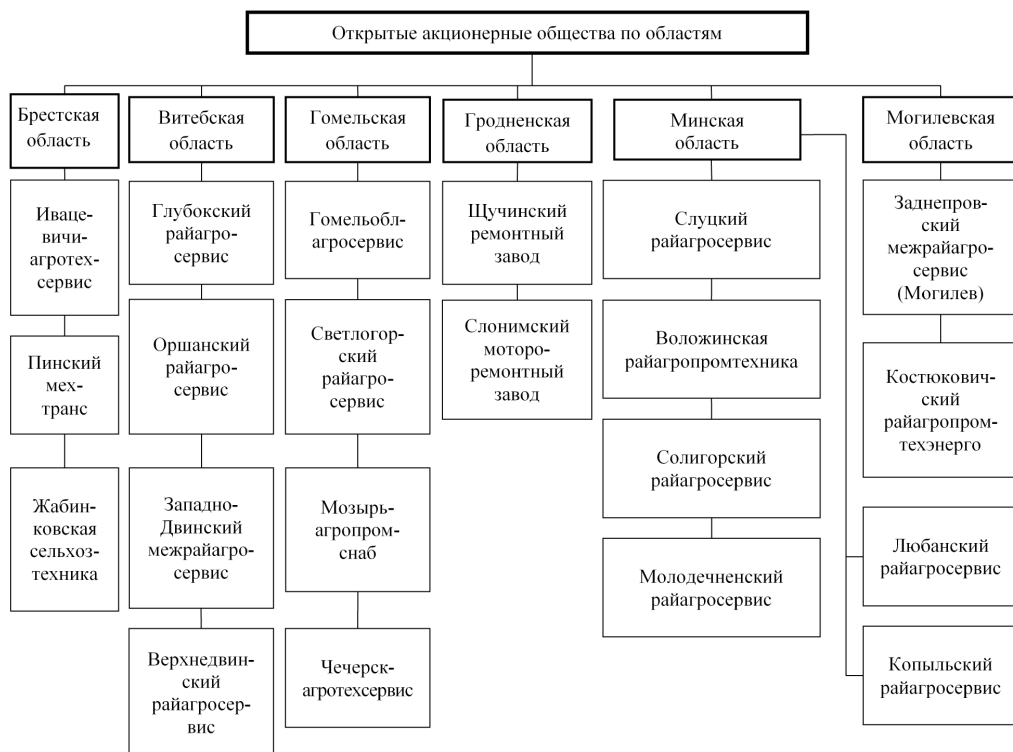 Открытые акционерные общества по областям
Брестская
область
Витебская
область
Гомельская
область
Гродненская
область
Минская
область
Могилевская
область
Иваце-
вичи-
агротех-
сервис
Пинский
мех-
транс
Жабин-
ковская
сельхоз-
техника
Глубокский
райагро-
сервис
Оршанский
райагро-
сервис
Западно-
Двинский
межрайагро-
сервис
Верхнедвин-
ский
райагросер-
вис
Гомельобл-
агросервис
Светлогор-
ский
райагро-
сервис
Мозырь-
агропром-
снаб
Чечерск-
агротехсервис
Щучинский
ремонтный
завод
Слонимский
моторо-
ремонтный
завод
Слуцкий
райагросервис
Воложинская
райагропромтехника
Солигорский
райагросервис
Молодечненский
райагросервис
Заднепров-
ский
межрайагро-
сервис
(Могилев)
Костюкович-
ский
райагропром-
техэнерго
Любанский
райагросервис
Копыльский
райагросервис